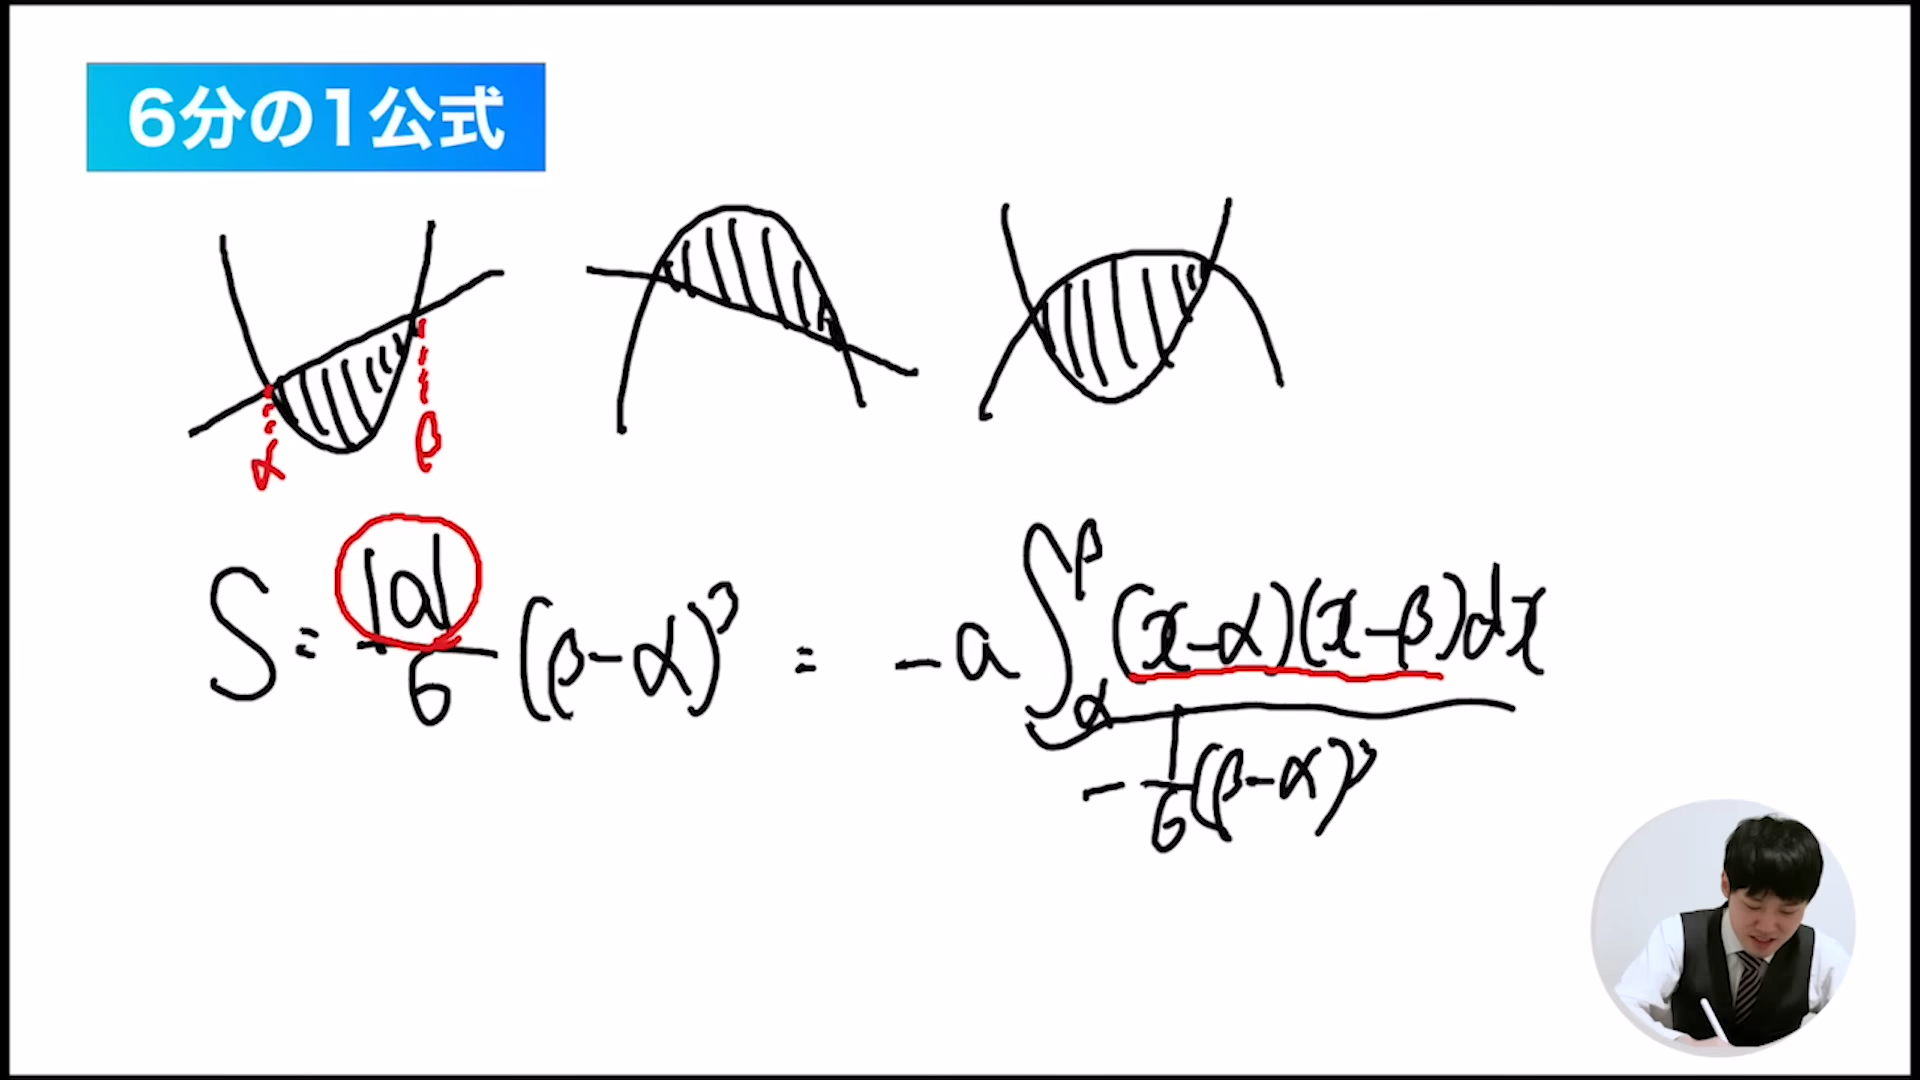 6分の1公式
α β
S = |a|/6 (β-α)³ = -a∫_α^β (x-α)(x-β)dx
-1/6(β-α)³